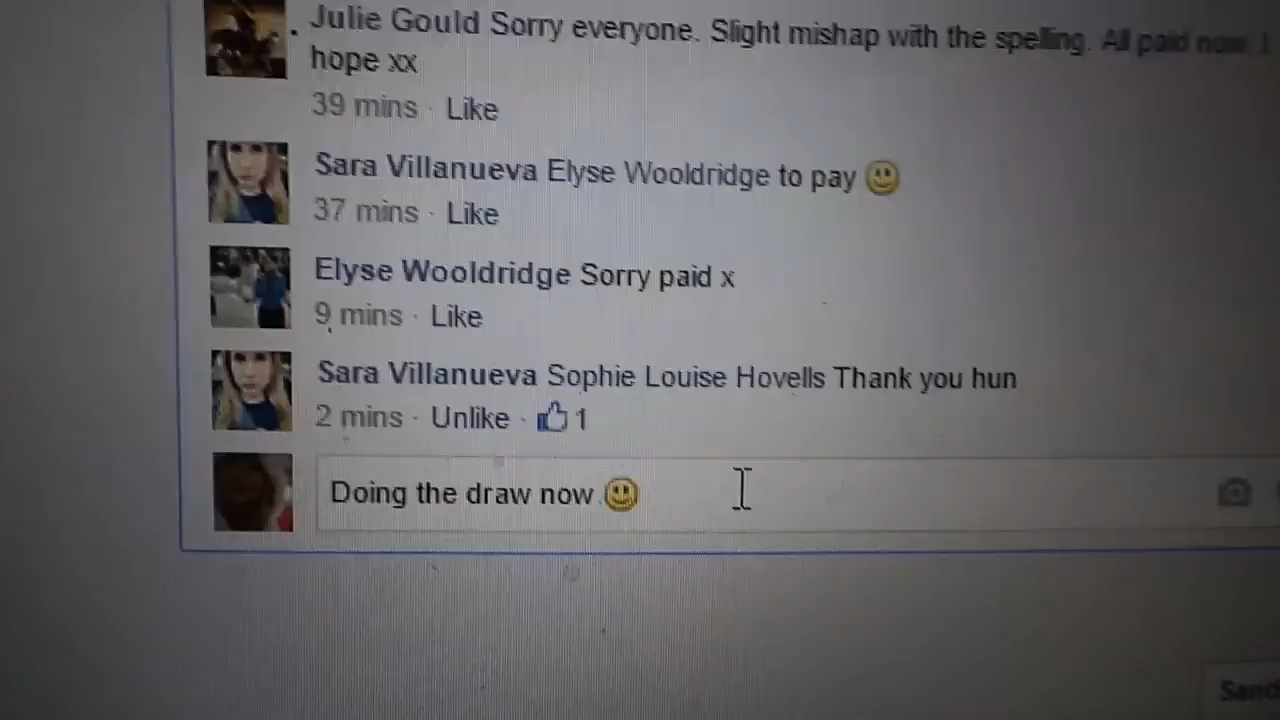 Julie Gould Sorry everyone. Slight mishap with the spelling. All paid now. I
hope xx
39 mins · Like
Sara Villanueva Elyse Wooldridge to pay
37 mins · Like
Elyse Wooldridge Sorry paid x
9 mins · Like
Sara Villanueva Sophie Louise Hovells Thank you hun
2 mins · Unlike · 1
Doing the draw now